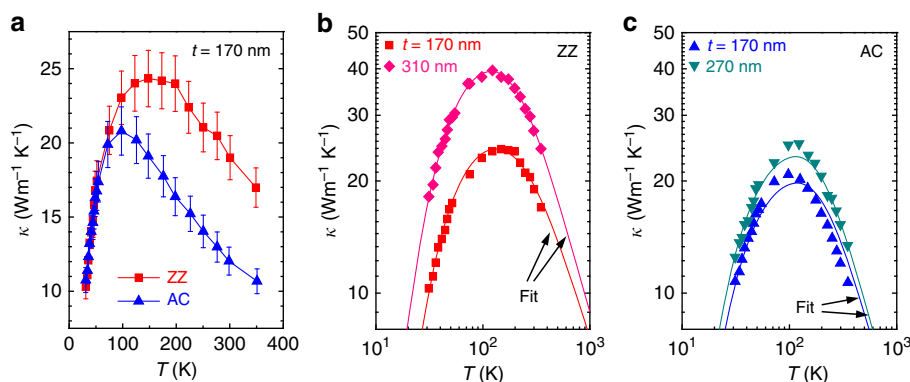 a
t = 170 nm
25
20
15
10
κ (Wm⁻¹ K⁻¹)
ZZ
AC
0 100 200 300 400
T (K)
b
50
40
30
20
10
κ (Wm⁻¹ K⁻¹)
t = 170 nm
310 nm
ZZ
Fit
10¹ 10² 10³
T (K)
c
50
40
30
20
10
κ (Wm⁻¹ K⁻¹)
t = 170 nm
270 nm
AC
Fit
10¹ 10² 10³
T (K)